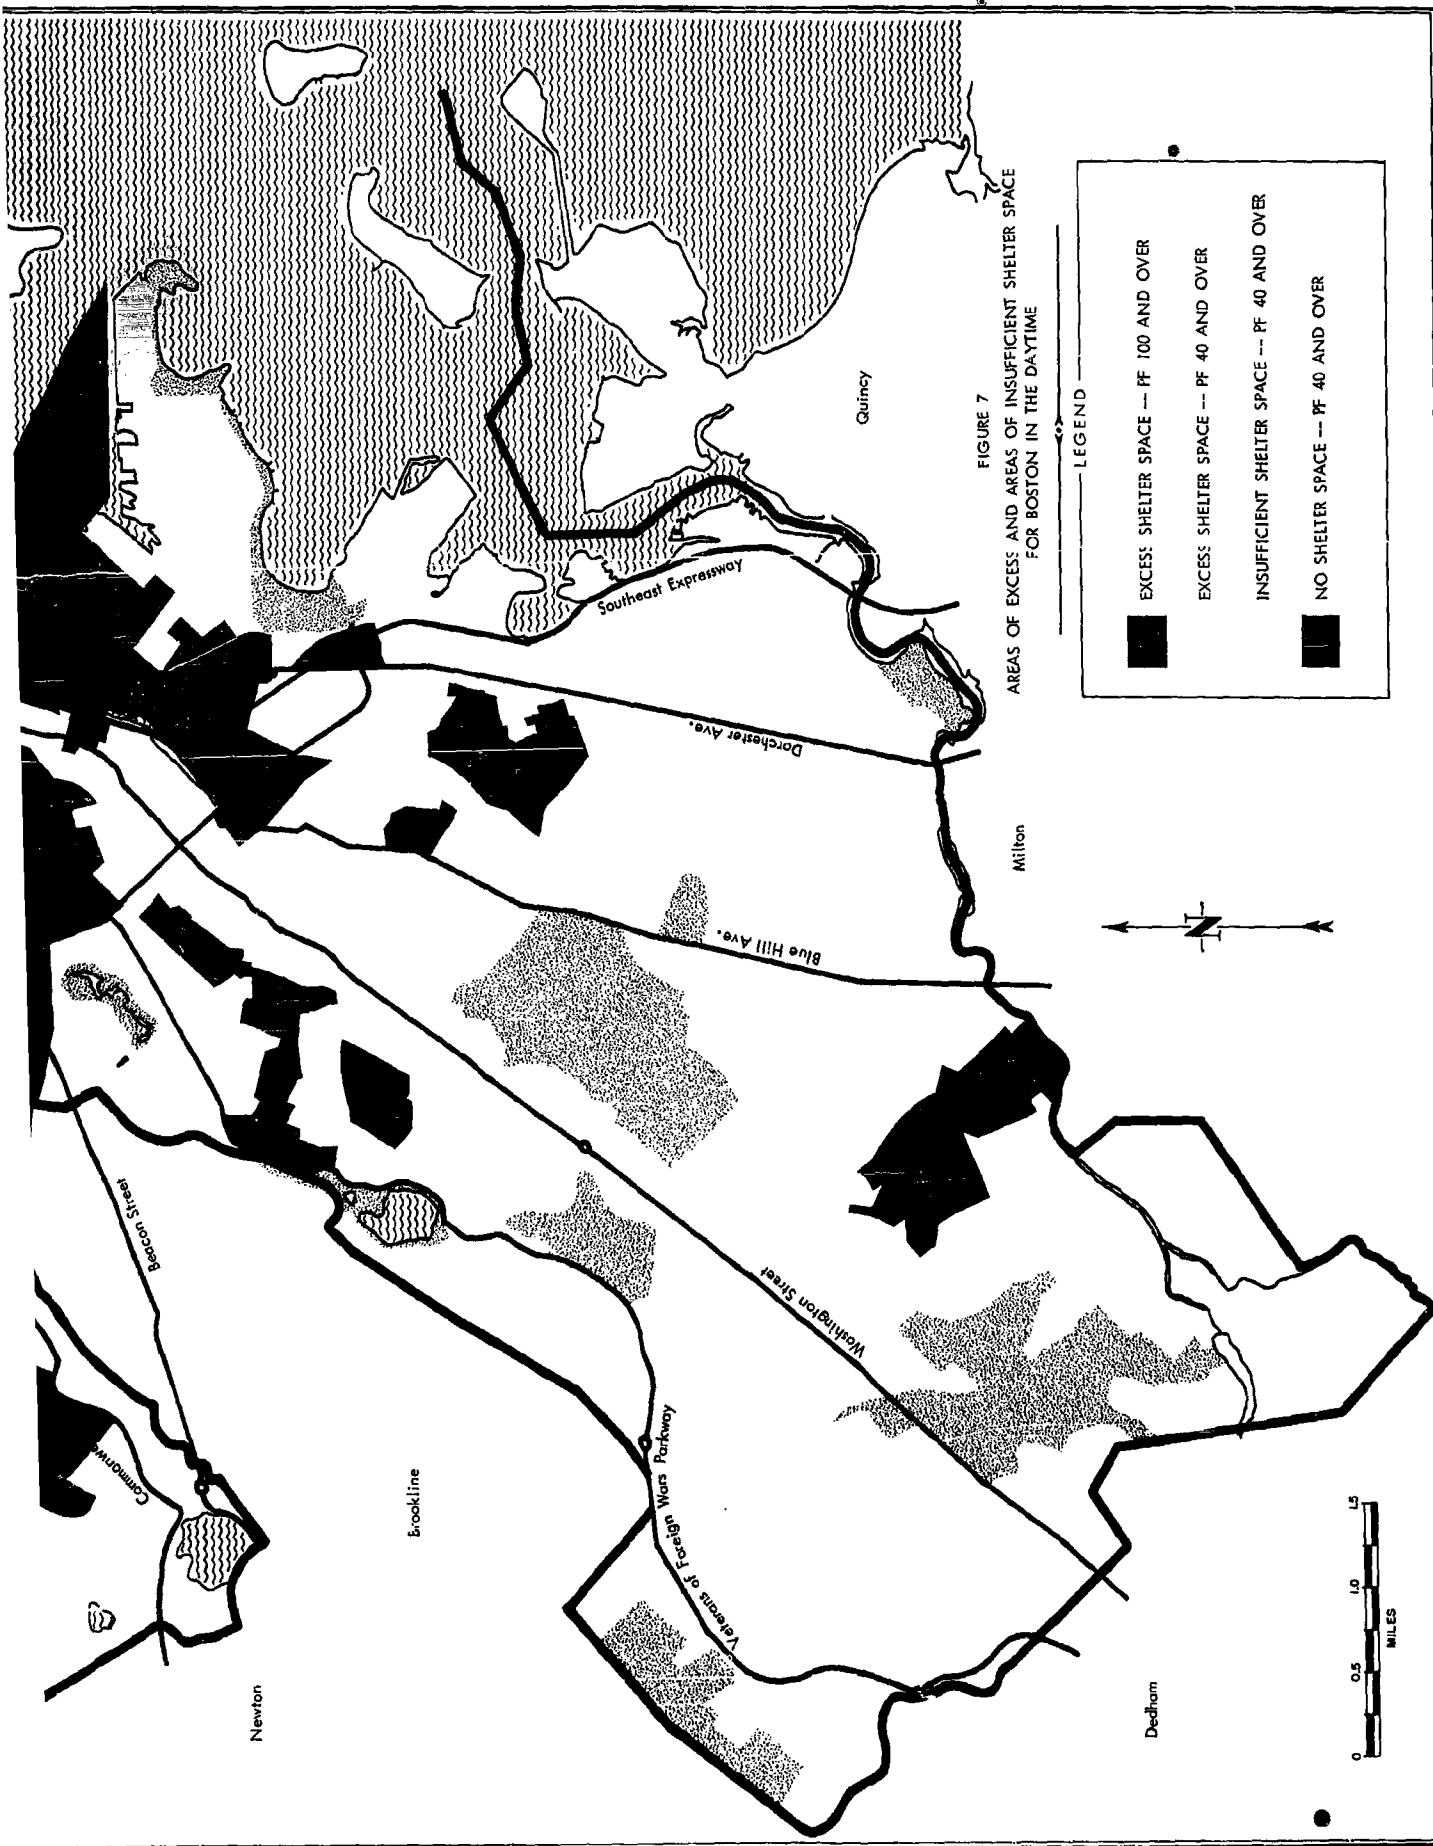 FIGURE 7
AREAS OF EXCESS AND AREAS OF INSUFFICIENT SHELTER SPACE
FOR BOSTON IN THE DAYTIME
LEGEND
EXCESS SHELTER SPACE -- PF 100 AND OVER
EXCESS SHELTER SPACE -- PF 40 AND OVER
INSUFFICIENT SHELTER SPACE -- PF 40 AND OVER
NO SHELTER SPACE -- PF 40 AND OVER
Newton
Commonwe
Beacon Street
Brookline
Veterans of Foreign Wars Parkway
Washington Street
Blue Hill Ave.
Dorchester Ave.
Southeast Expressway
Quincy
Milton
Dedham
N
0 0.5 1.0 1.5
MILES